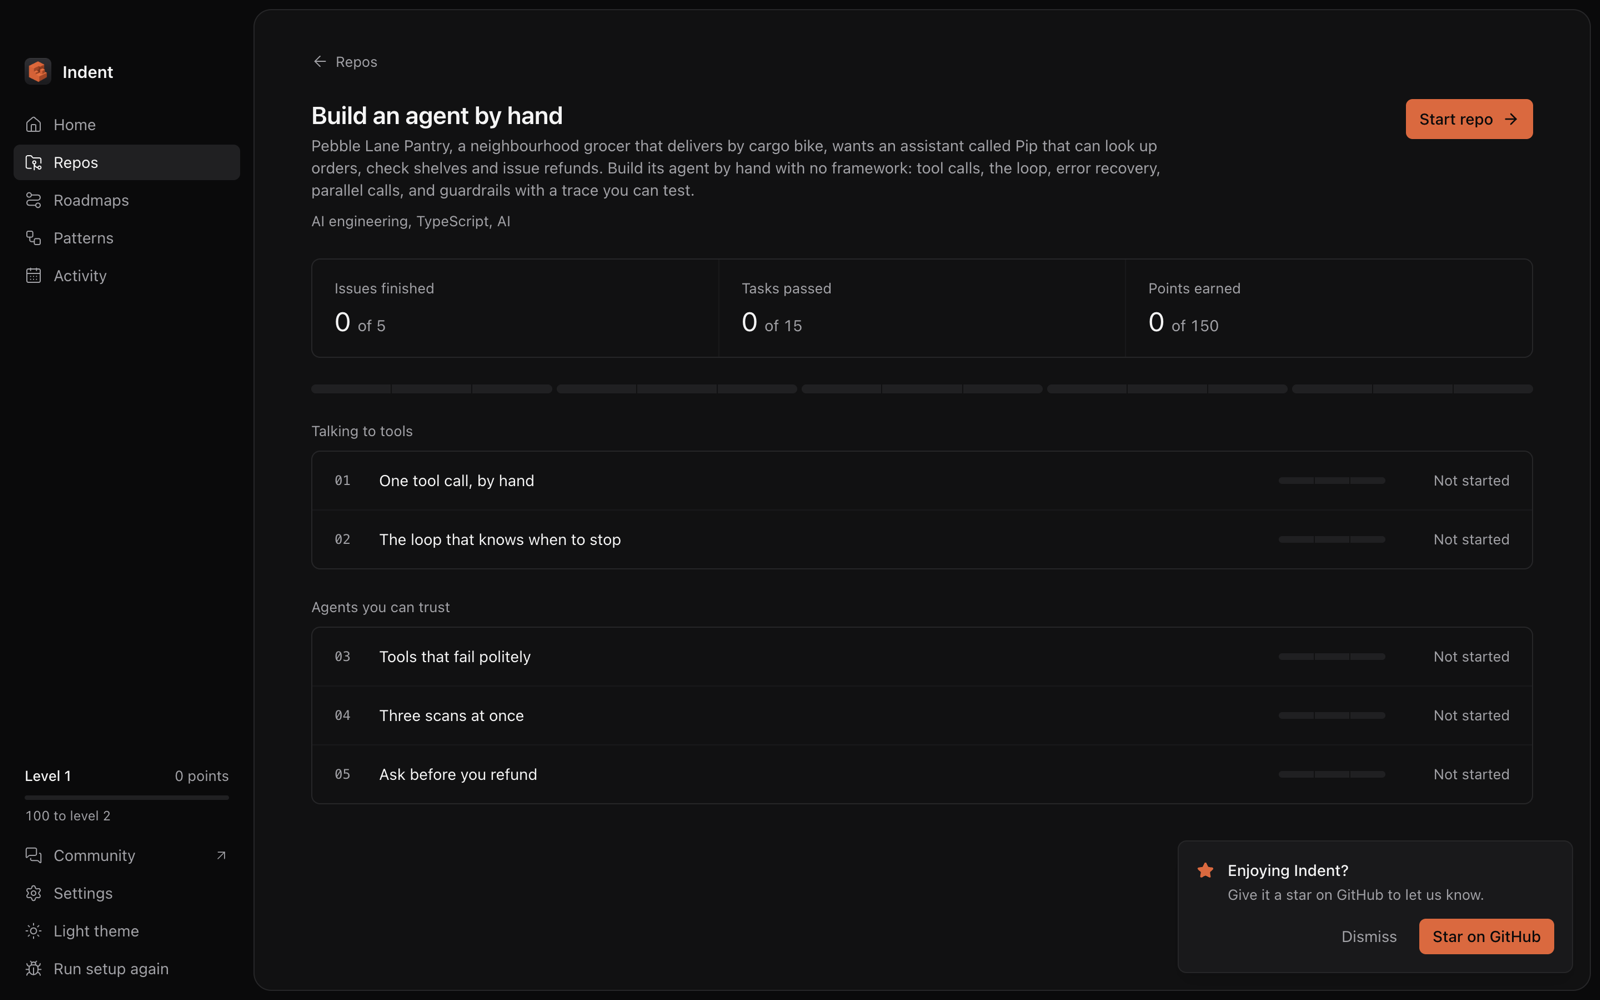 Indent
Home
Repos
Roadmaps
Patterns
Activity
Level 1
0 points
100 to level 2
Community
Settings
Light theme
Run setup again
Repos
Build an agent by hand
Start repo
Pebble Lane Pantry, a neighbourhood grocer that delivers by cargo bike, wants an assistant called Pip that can look up
orders, check shelves and issue refunds. Build its agent by hand with no framework: tool calls, the loop, error recovery,
parallel calls, and guardrails with a trace you can test.
AI engineering, TypeScript, AI
Issues finished
0 of 5
Tasks passed
0 of 15
Points earned
0 of 150
Talking to tools
01 One tool call, by hand Not started
02 The loop that knows when to stop Not started
Agents you can trust
03 Tools that fail politely Not started
04 Three scans at once Not started
05 Ask before you refund Not started
Enjoying Indent?
Give it a star on GitHub to let us know.
Dismiss
Star on GitHub